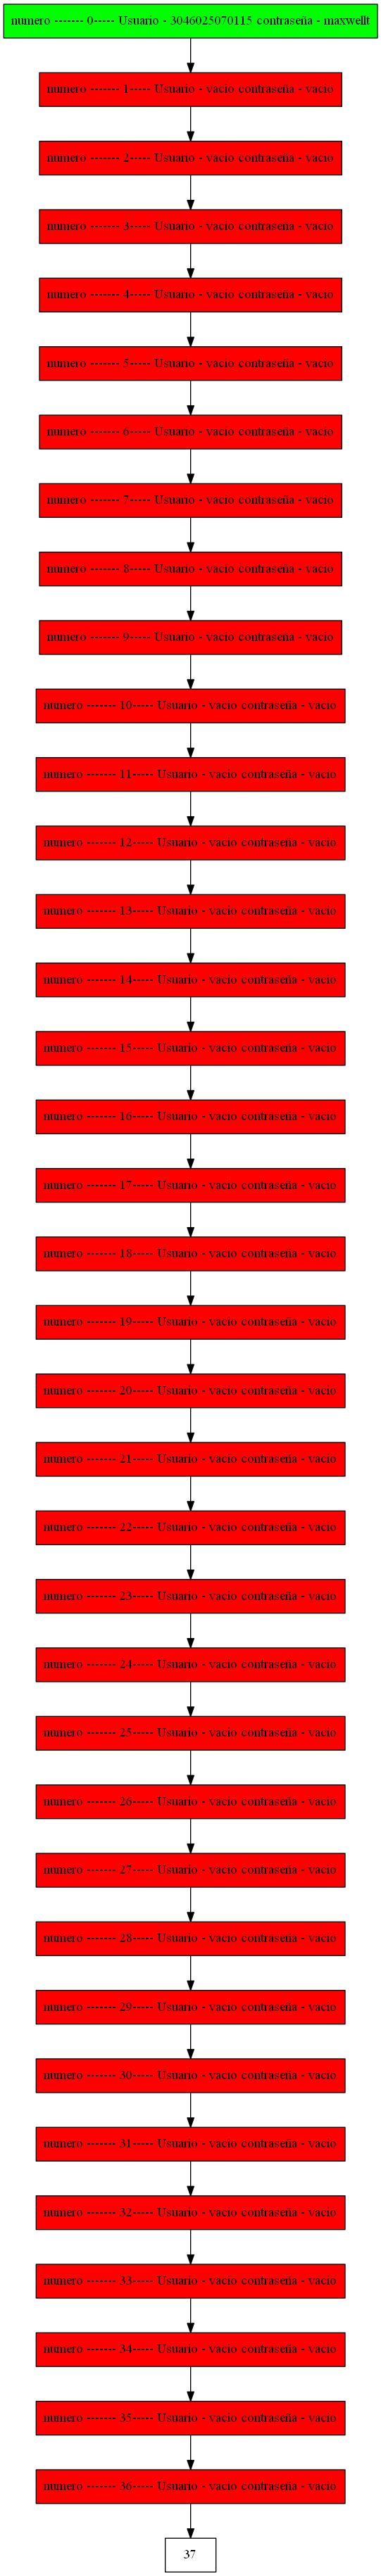 numero ------- 0----- Usuario - 3046025070115 contraseña - maxwellt
numero ------- 1----- Usuario - vacio contraseña - vacio
numero ------- 2----- Usuario - vacio contraseña - vacio
numero ------- 3----- Usuario - vacio contraseña - vacio
numero ------- 4----- Usuario - vacio contraseña - vacio
numero ------- 5----- Usuario - vacio contraseña - vacio
numero ------- 6----- Usuario - vacio contraseña - vacio
numero ------- 7----- Usuario - vacio contraseña - vacio
numero ------- 8----- Usuario - vacio contraseña - vacio
numero ------- 9----- Usuario - vacio contraseña - vacio
numero ------- 10----- Usuario - vacio contraseña - vacio
numero ------- 11----- Usuario - vacio contraseña - vacio
numero ------- 12----- Usuario - vacio contraseña - vacio
numero ------- 13----- Usuario - vacio contraseña - vacio
numero ------- 14----- Usuario - vacio contraseña - vacio
numero ------- 15----- Usuario - vacio contraseña - vacio
numero ------- 16----- Usuario - vacio contraseña - vacio
numero ------- 17----- Usuario - vacio contraseña - vacio
numero ------- 18----- Usuario - vacio contraseña - vacio
numero ------- 19----- Usuario - vacio contraseña - vacio
numero ------- 20----- Usuario - vacio contraseña - vacio
numero ------- 21----- Usuario - vacio contraseña - vacio
numero ------- 22----- Usuario - vacio contraseña - vacio
numero ------- 23----- Usuario - vacio contraseña - vacio
numero ------- 24----- Usuario - vacio contraseña - vacio
numero ------- 25----- Usuario - vacio contraseña - vacio
numero ------- 26----- Usuario - vacio contraseña - vacio
numero ------- 27----- Usuario - vacio contraseña - vacio
numero ------- 28----- Usuario - vacio contraseña - vacio
numero ------- 29----- Usuario - vacio contraseña - vacio
numero ------- 30----- Usuario - vacio contraseña - vacio
numero ------- 31----- Usuario - vacio contraseña - vacio
numero ------- 32----- Usuario - vacio contraseña - vacio
numero ------- 33----- Usuario - vacio contraseña - vacio
numero ------- 34----- Usuario - vacio contraseña - vacio
numero ------- 35----- Usuario - vacio contraseña - vacio
numero ------- 36----- Usuario - vacio contraseña - vacio
37